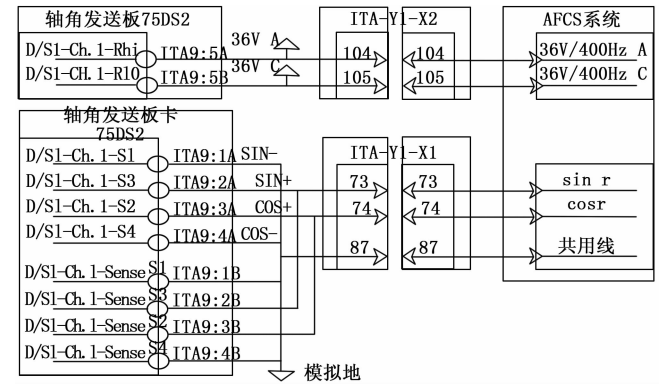 轴角发送板75DS2 ITA-Y1-X2 AFCS系统
D/S1-Ch.1-Rhi ITA9:5A 36V A 104 104 36V/400Hz A
D/S1-CH.1-RlO ITA9:5B 36V C 105 105 36V/400Hz C
轴角发送板卡
75DS2
ITA-Y1-X1
D/S1-Ch.1-S1 ITA9:1A SIN-
D/S1-Ch.1-S3 ITA9:2A SIN+ 73 73 sin r
D/S1-Ch.1-S2 ITA9:3A COS+ 74 74 cosr
D/S1-Ch.1-S4 ITA9:4A COS-
87 87 共用线
D/S1-Ch.1-Sense S1 ITA9:1B
D/S1-Ch.1-Sense S3 ITA9:2B
D/S1-Ch.1-Sense S2 ITA9:3B
D/S1-Ch.1-Sense S4 ITA9:4B
模拟地